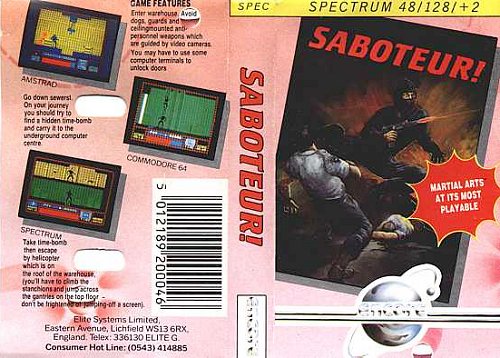 GAME FEATURES
Enter warehouse. Avoid
dogs, guards and
ceilingmounted anti-
personnel weapons which
are guided by video cameras.
You may have to use some
computer terminals to
unlock doors
AMSTRAD
Go down sewers!
On your journey
you should try to
find a hidden time-bomb
and carry it to the
underground computer
centre.
COMMODORE 64
SPECTRUM
Take time-bomb
then escape
by helicopter
which is on
the roof of the warehouse,
(you'll have to climb the
stanchions and jump across
the gantries on the top floor -
don't be frightened of jumping-off a screen).
Elite Systems Limited,
Eastern Avenue, Lichfield WS13 6RX,
England, Telex: 336130 ELITE G.
Consumer Hot Line: (0543) 414885
5 012189 200046
SPEC
SABOTEUR!
SABOTEUR!
encore
SPECTRUM 48/128/+2
SABOTEUR!
MARTIAL ARTS
AT ITS MOST
PLAYABLE
encore